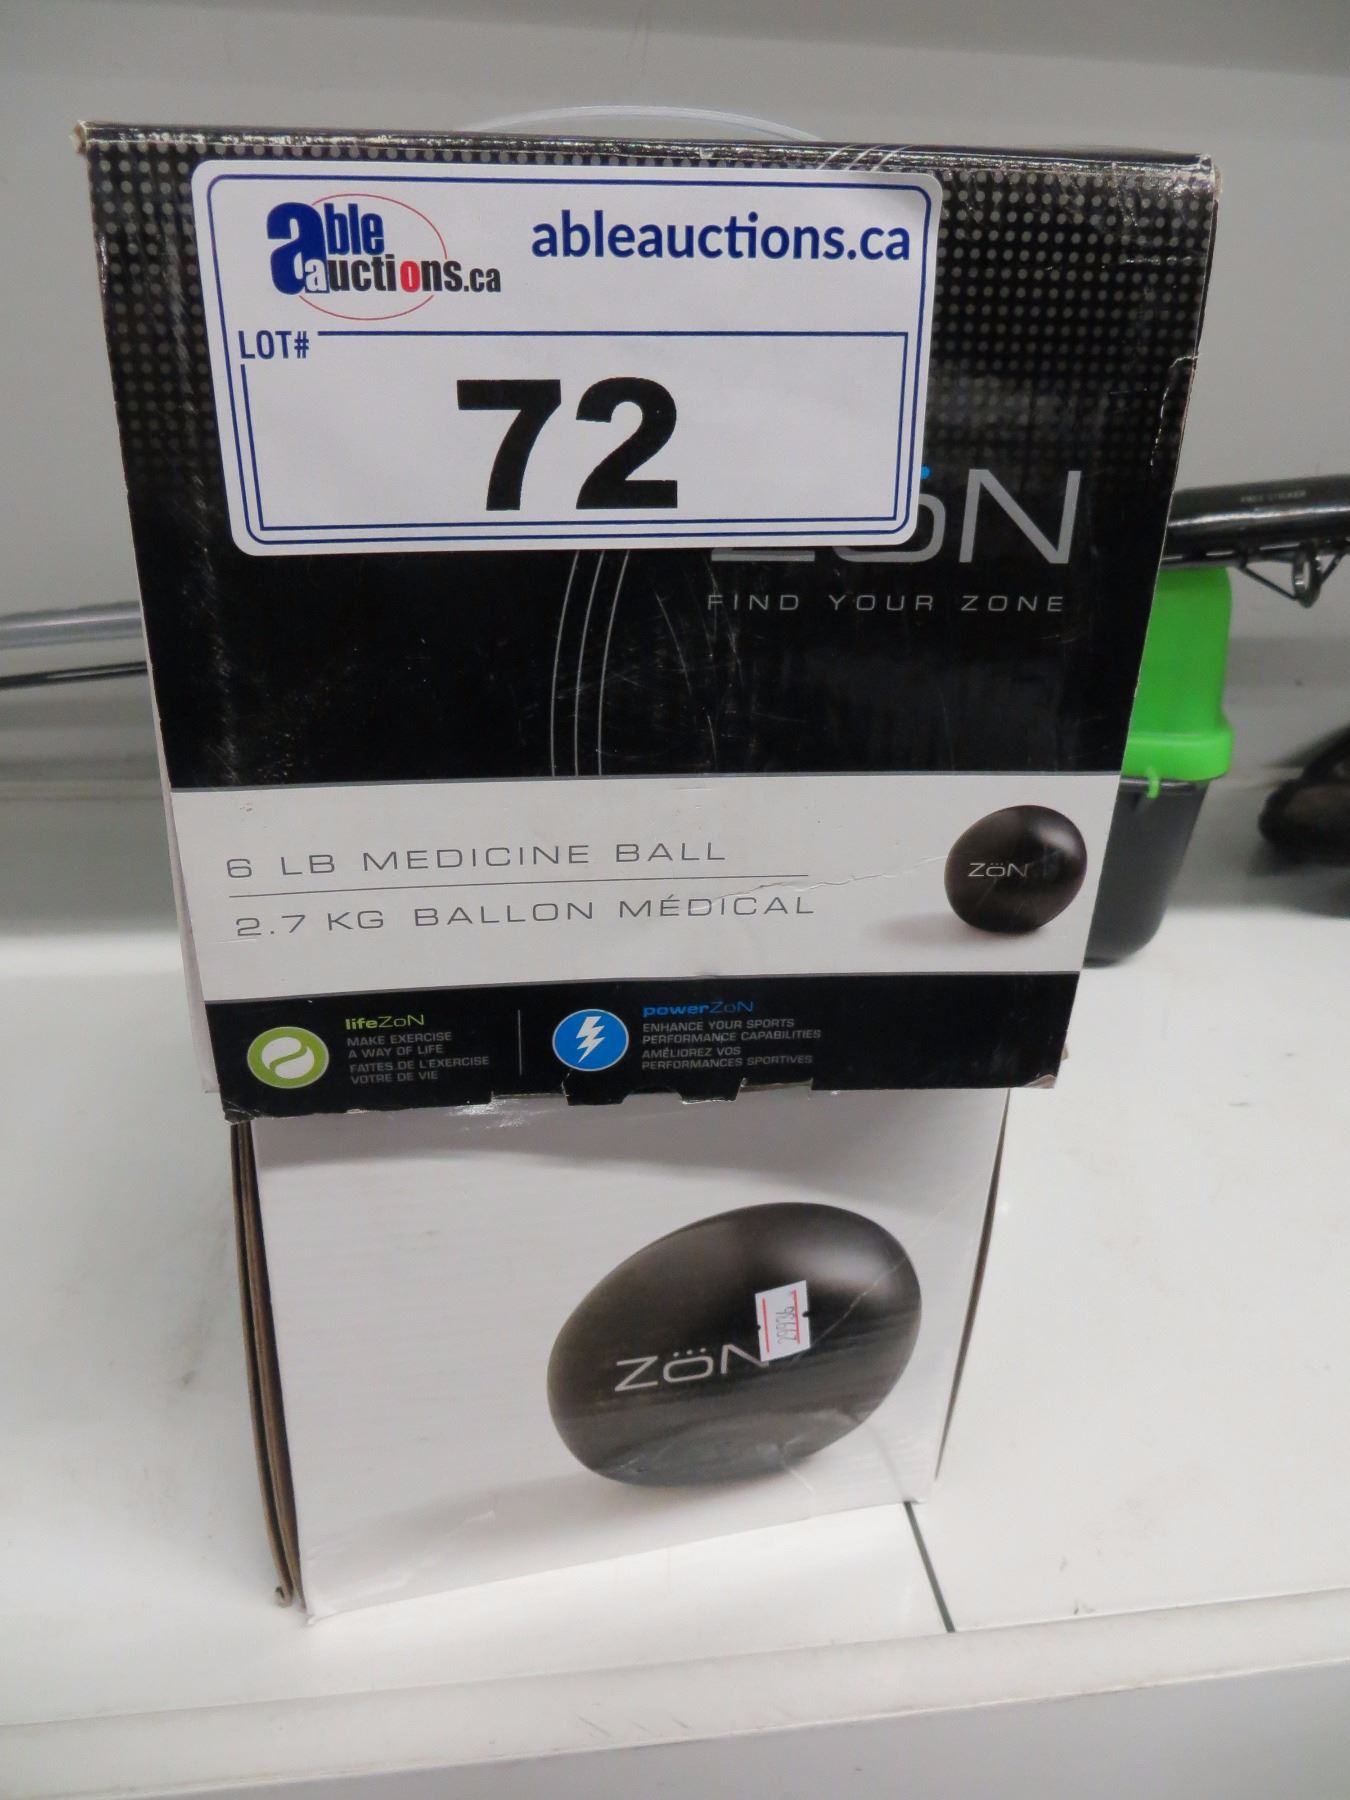 able auctions.ca
ableauctions.ca
LOT#
72
ZöN
FIND YOUR ZONE
6 LB MEDICINE BALL
2.7 KG BALLON MÉDICAL
ZöN
lifeZoN
MAKE EXERCISE
A WAY OF LIFE
FAITES DE L'EXERCISE
VOTRE DE VIE
powerZoN
ENHANCE YOUR SPORTS
PERFORMANCE CAPABILITIES
AMÉLIOREZ VOS
PERFORMANCES SPORTIVES
ZöN